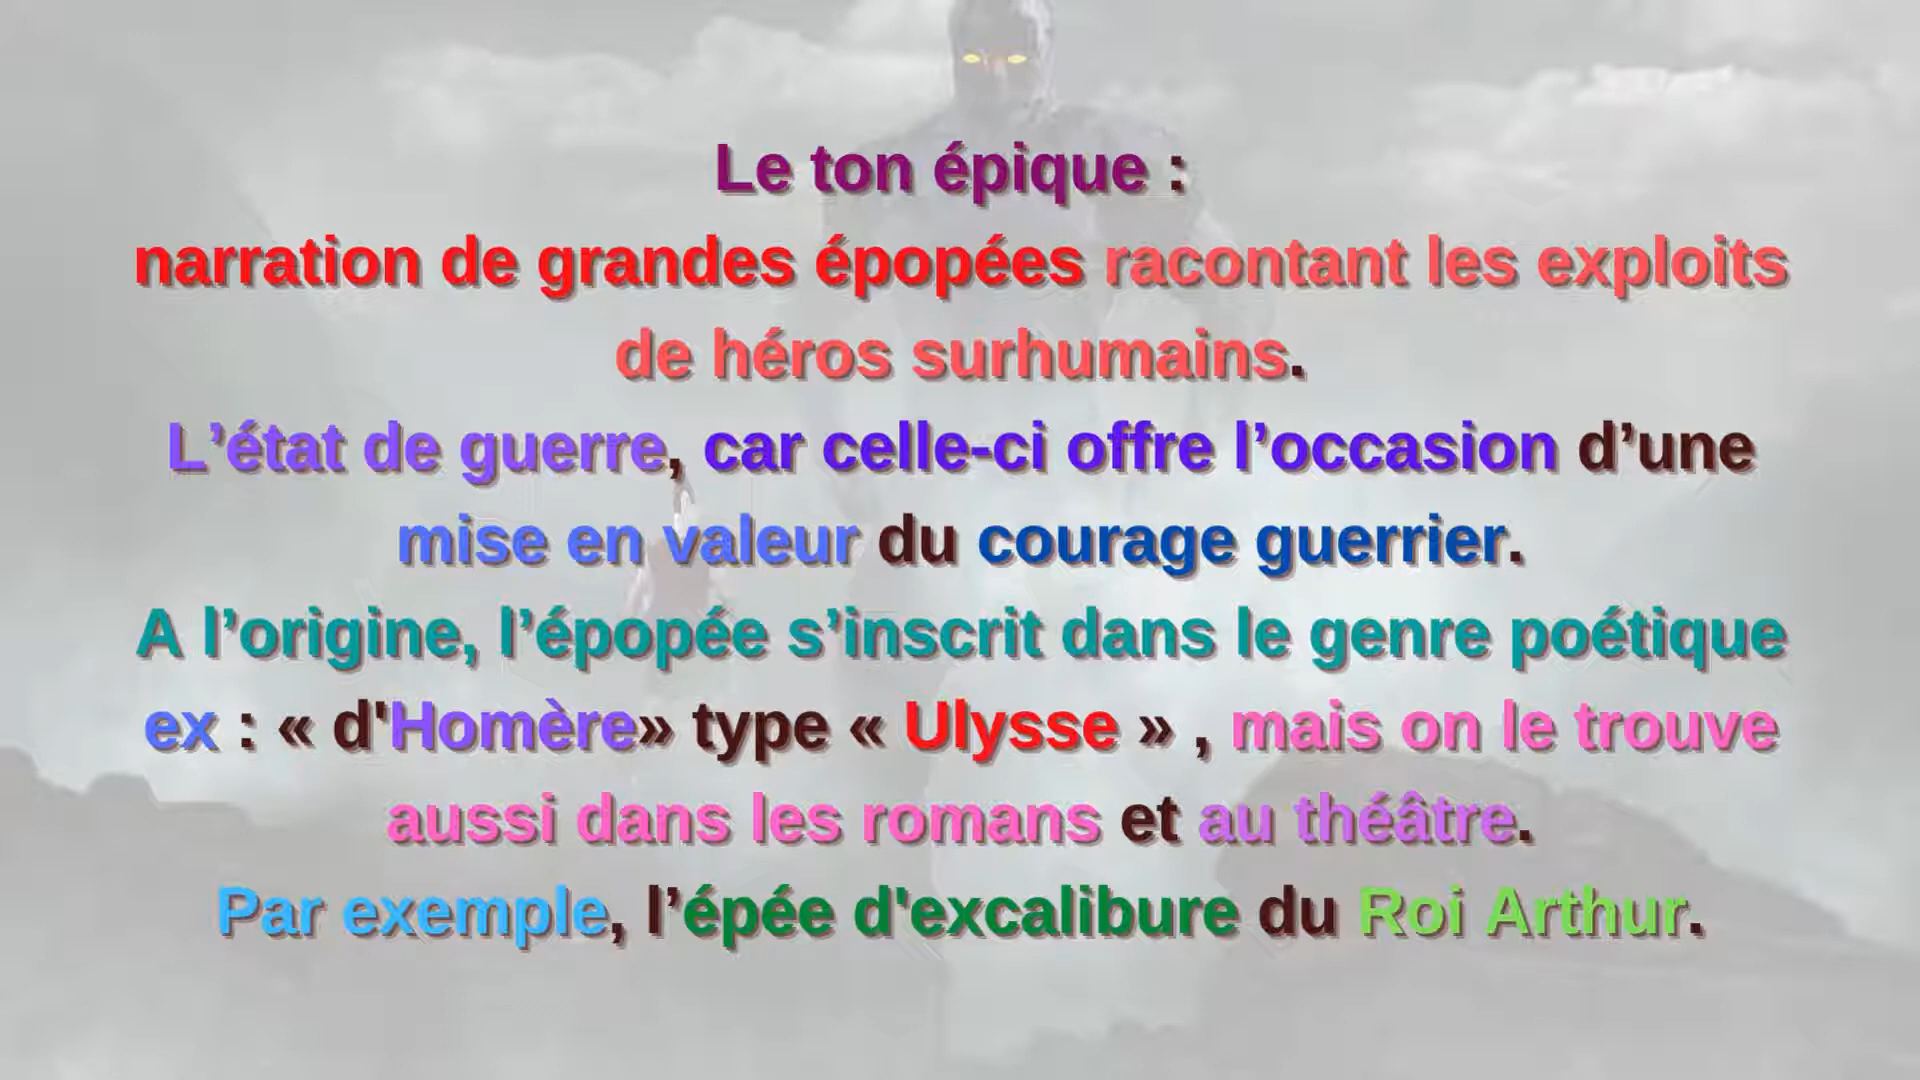 Le ton épique :
narration de grandes épopées racontant les exploits
de héros surhumains.
L’état de guerre, car celle-ci offre l’occasion d’une
mise en valeur du courage guerrier.
A l’origine, l’épopée s’inscrit dans le genre poétique
ex : « d'Homère» type « Ulysse » , mais on le trouve
aussi dans les romans et au théâtre.
Par exemple, l’épée d'excalibure du Roi Arthur.